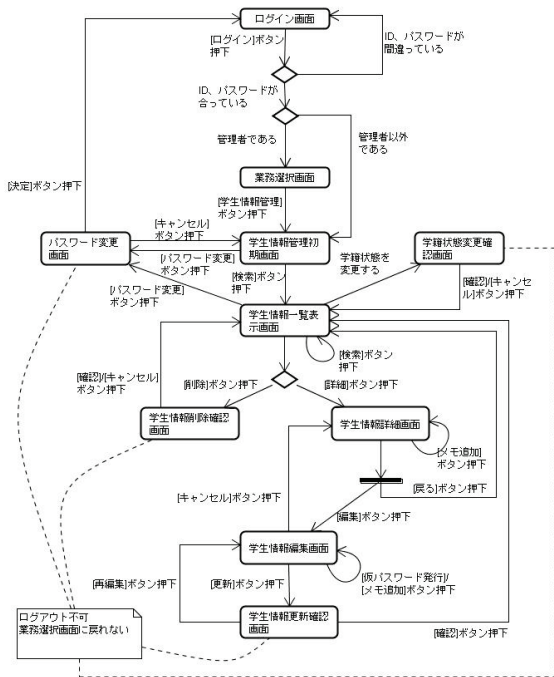 ログイン画面
[ログイン]ボタン
押下
ID、パスワードが
間違っている
ID、パスワードが
合っている
管理者である
管理者以外
である
業務選択画面
[決定]ボタン押下
[学生情報管理]
ボタン押下
[キャンセル]
ボタン押下
パスワード変更
画面
学生情報管理初
期画面
学籍状態変更確
認画面
[パスワード変更]
ボタン押下
学籍状態を
変更する
[検索]ボタン
押下
[パスワード変更]
ボタン押下
[確認]/[キャンセ
ル]ボタン押下
学生情報一覧表
示画面
[検索]ボタン
押下
[確認]/[キャンセル]
ボタン押下
[削除]ボタン押下
[詳細]ボタン押下
学生情報削除確認
画面
学生情報詳細画面
[メモ追加]
ボタン押下
[戻る]ボタン押下
[キャンセル]ボタン押下
[編集]ボタン押下
学生情報編集画面
[再編集]ボタン押下
[更新]ボタン押下
[仮パスワード発行]/
[メモ追加]ボタン押下
ログアウト不可
業務選択画面に戻れない
学生情報更新確認
画面
[確認]ボタン押下